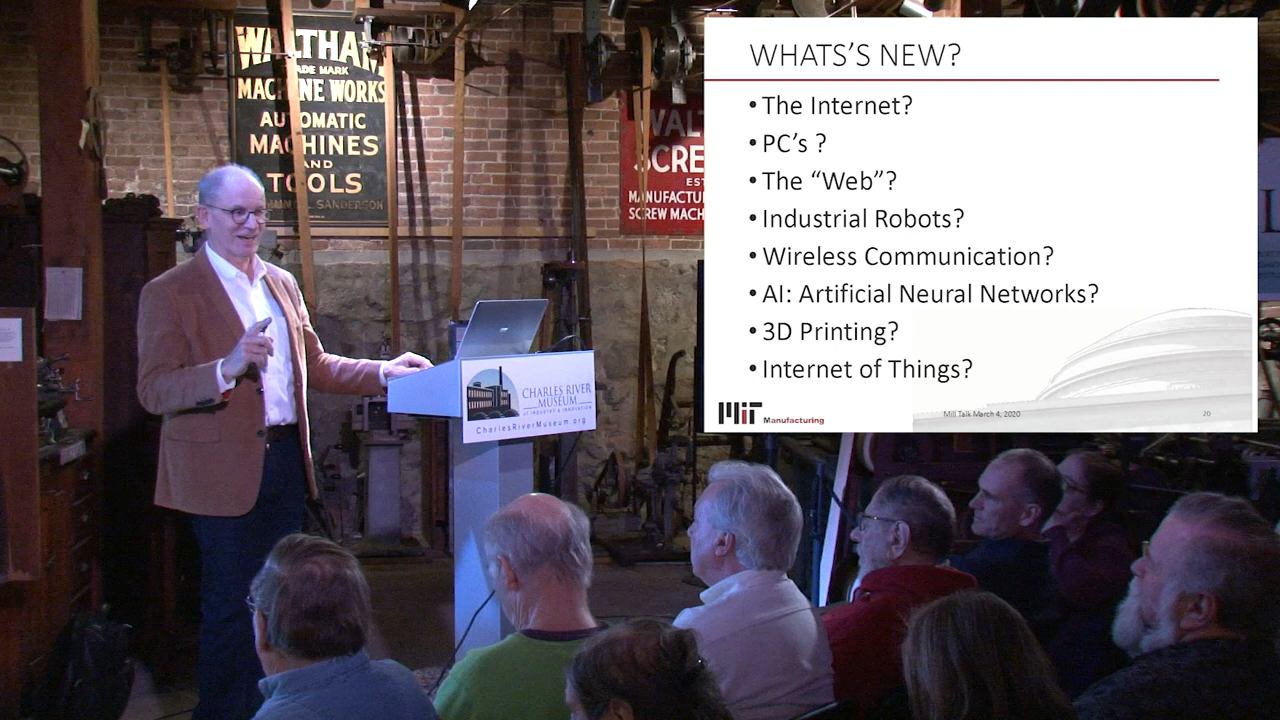 WALTHAM
TRADE MARK
MACHINE WORKS
AUTOMATIC
MACHINES
AND
TOOLS
SANDERSON
WAL
SCRE
EST
MANUFACTU
SCREW MACH
CHARLES RIVER
MUSEUM
OF INDUSTRY & INNOVATION
CharlesRiverMuseum.org
WHATS’S NEW?
• The Internet?
• PC’s ?
• The “Web”?
• Industrial Robots?
• Wireless Communication?
• AI: Artificial Neural Networks?
• 3D Printing?
• Internet of Things?
MIT Manufacturing
Mill Talk March 4, 2020
20